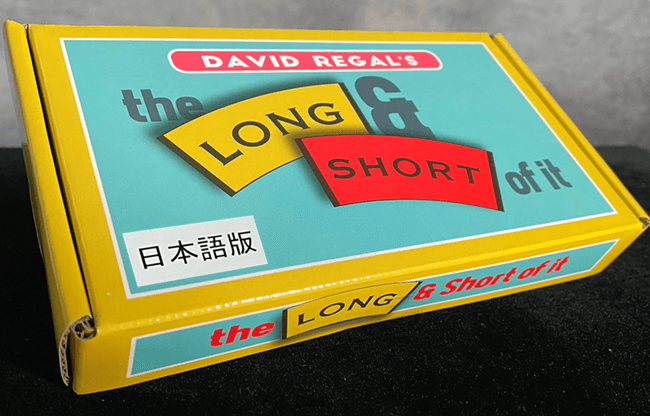 DAVID REGAL'S
the LONG & SHORT of it
日本語版
the LONG & Short of it